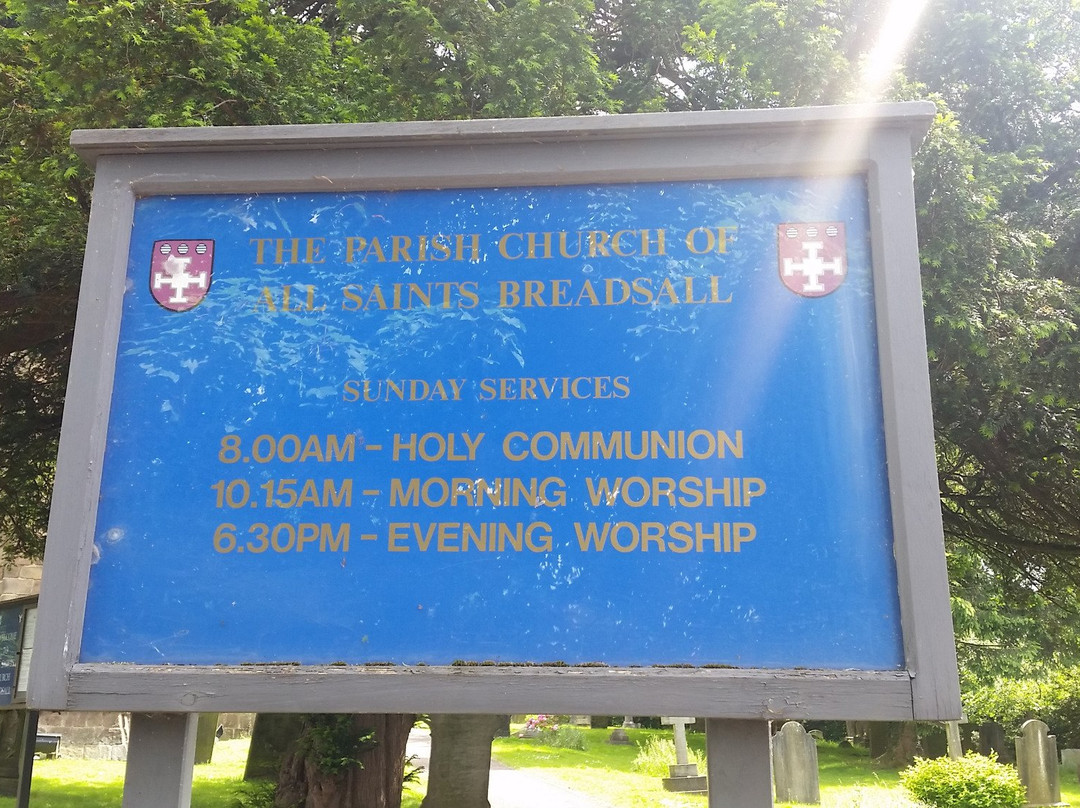 THE PARISH CHURCH OF
ALL SAINTS BREADSALL
SUNDAY SERVICES
8.00AM - HOLY COMMUNION
10.15AM - MORNING WORSHIP
6.30PM - EVENING WORSHIP